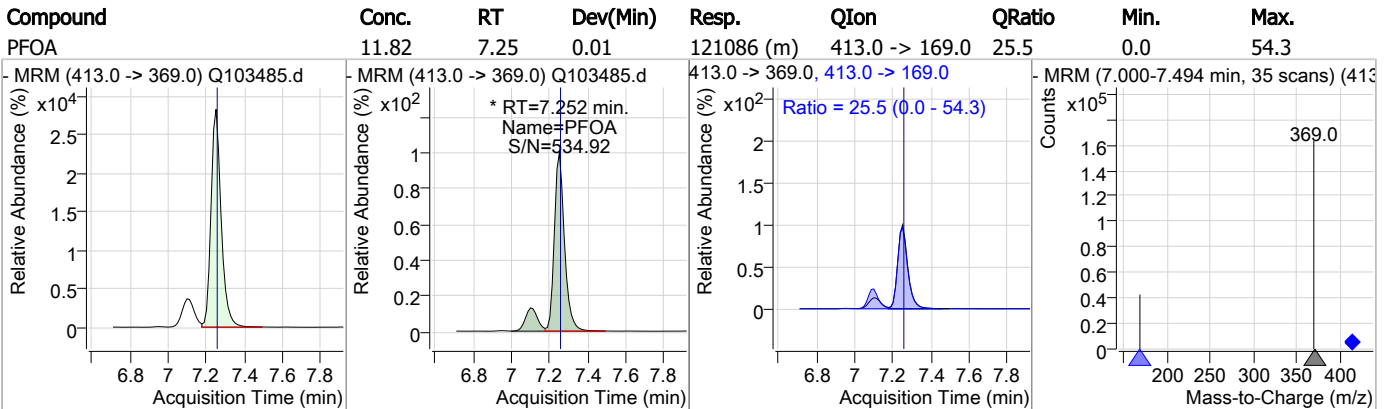 Compound Conc. RT Dev(Min) Resp. QIon QRatio Min. Max.
PFOA 11.82 7.25 0.01 121086 (m) 413.0 -> 169.0 25.5 0.0 54.3
- MRM (413.0 -> 369.0) Q103485.d
x10⁴
Relative Abundance (%)
2.5
2
1.5
1
0.5
0
6.8 7 7.2 7.4 7.6 7.8
Acquisition Time (min)
- MRM (413.0 -> 369.0) Q103485.d
x10²
* RT=7.252 min.
Name=PFOA
S/N=534.92
Relative Abundance (%)
1
0.8
0.6
0.4
0.2
0
6.8 7 7.2 7.4 7.6 7.8
Acquisition Time (min)
413.0 -> 369.0, 413.0 -> 169.0
x10²
Ratio = 25.5 (0.0 - 54.3)
Relative Abundance (%)
2
1.5
1
0.5
0
6.8 7 7.2 7.4 7.6 7.8
Acquisition Time (min)
- MRM (7.000-7.494 min, 35 scans) (413
x10⁵
Counts
369.0
1.6
1.4
1.2
1
0.8
0.6
0.4
0.2
0
200 250 300 350 400
Mass-to-Charge (m/z)